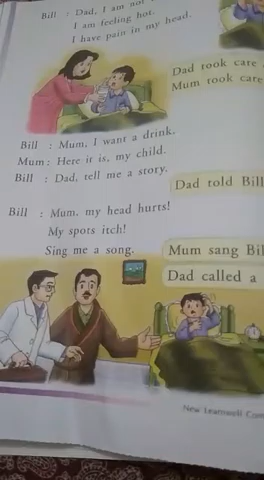 Bill : Dad, I am not
I am feeling hot.
I have pain in my head.
Dad took care
Mum took care
Bill : Mum, I want a drink.
Mum : Here it is, my child.
Bill : Dad, tell me a story.
Dad told Bill
Bill : Mum, my head hurts!
My spots itch!
Sing me a song.
Mum sang Bil
Dad called a
New Learnwell Com